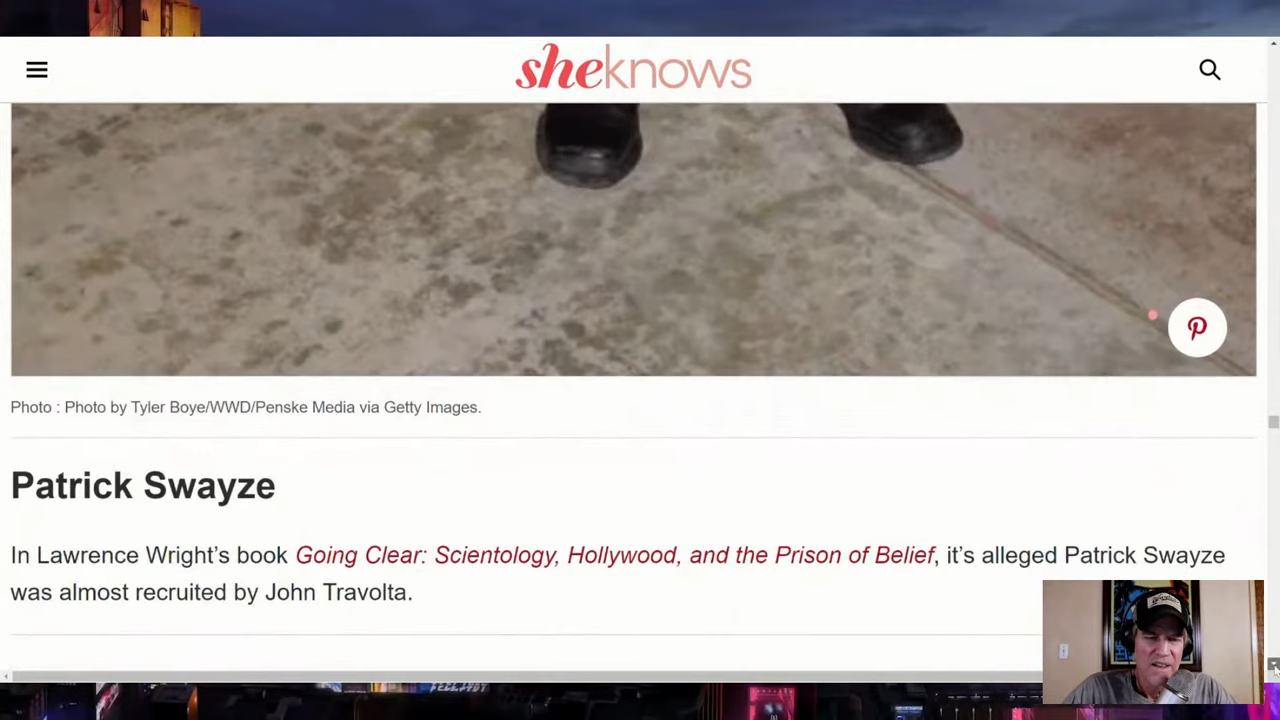 sheknows
Photo : Photo by Tyler Boye/WWD/Penske Media via Getty Images.
Patrick Swayze
In Lawrence Wright’s book Going Clear: Scientology, Hollywood, and the Prison of Belief, it’s alleged Patrick Swayze
was almost recruited by John Travolta.